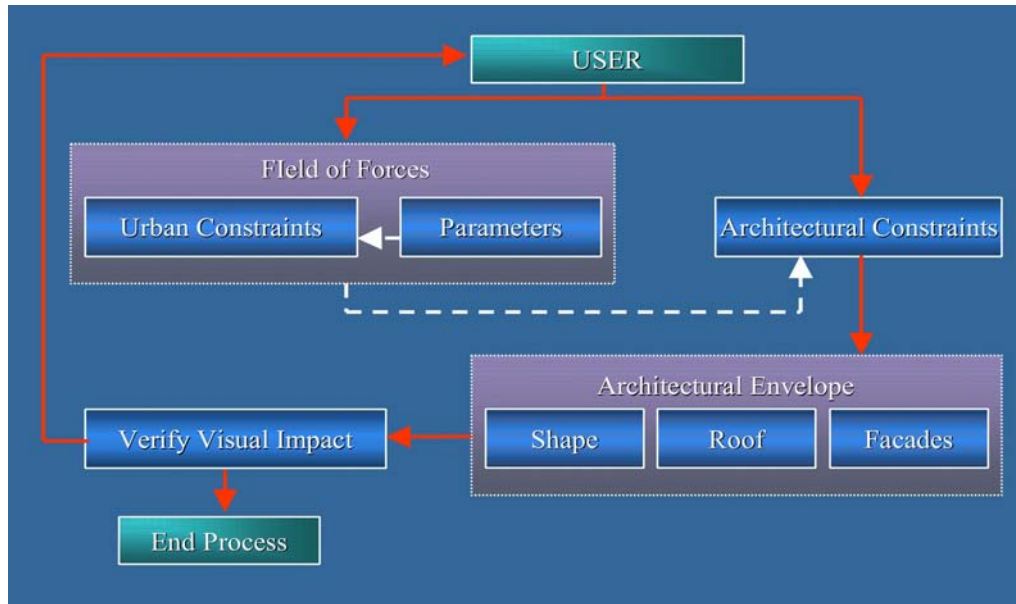 USER
FIeld of Forces
Urban Constraints
Parameters
Architectural Constraints
Architectural Envelope
Verify Visual Impact
Shape
Roof
Facades
End Process